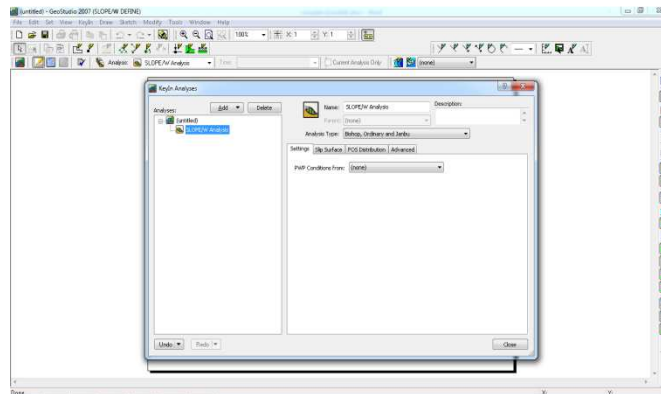 (untitled) - GeoStudio 2007 (SLOPE/W DEFINE)
File Edit Set View KeyIn Draw Sketch Modify Tools Window Help
100% X: 1 Y: 1
Analysis: SLOPE/W Analysis Time: Current Analysis Only (none)
KeyIn Analyses
Analyses: Add Delete
(untitled)
SLOPE/W Analysis
Name: SLOPE/W Analysis Description:
Parent: (none)
Analysis Type: Bishop, Ordinary and Janbu
Settings Slip Surface FOS Distribution Advanced
PWP Conditions from: (none)
Undo Redo Close
Done X: Y: